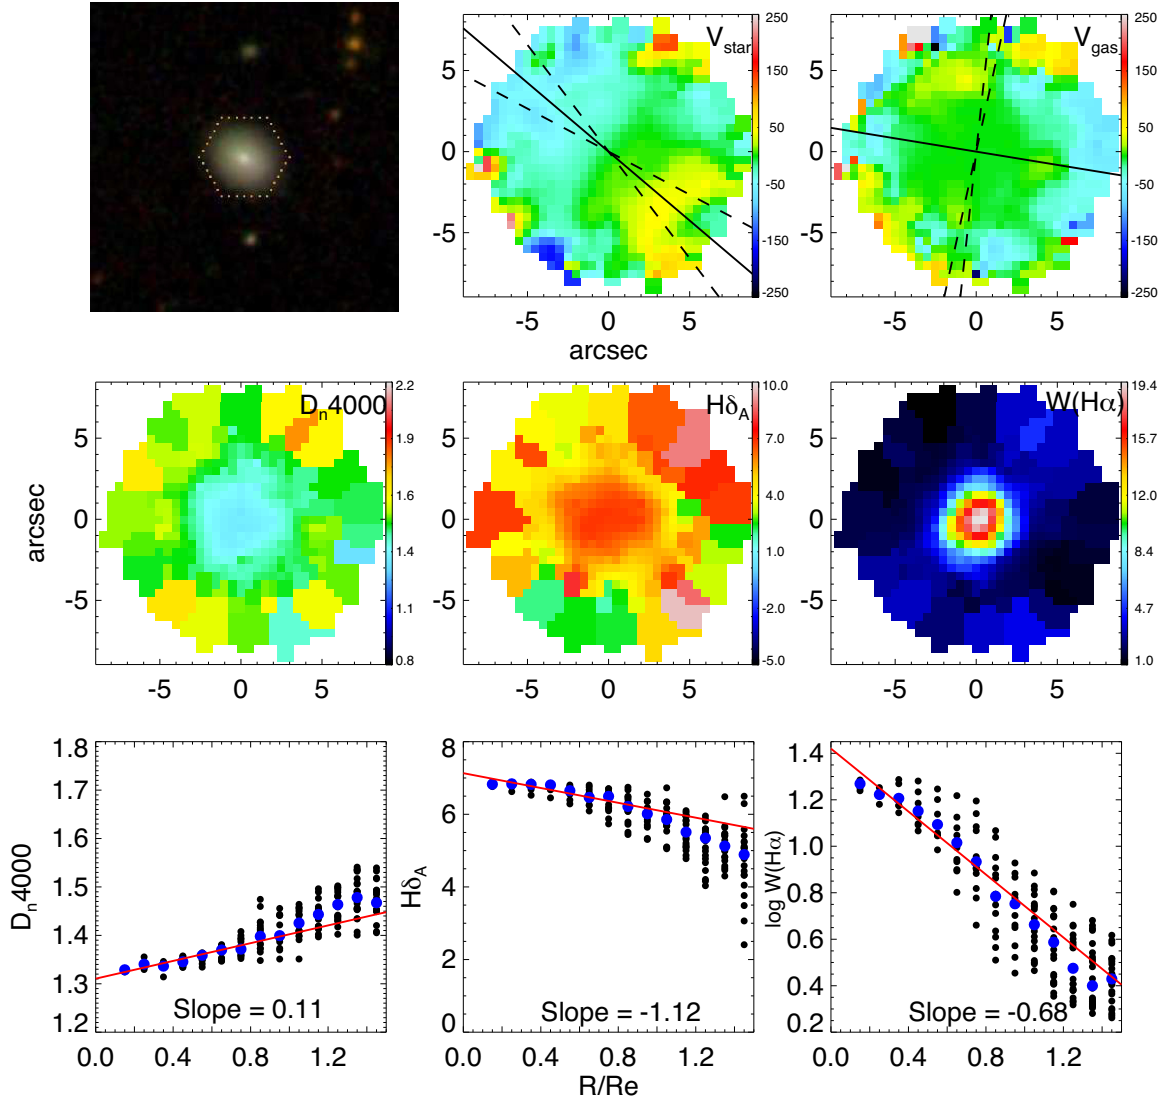 V_star
250
150
50
-50
-150
-250
5
0
-5
-5 0 5
arcsec
V_gas
250
150
50
-50
-150
-250
5
0
-5
-5 0 5
D_n4000
2.2
1.9
1.6
1.4
1.1
0.8
arcsec
5
0
-5
-5 0 5
Hδ_A
10.0
7.0
4.0
1.0
-2.0
-5.0
5
0
-5
-5 0 5
W(Hα)
19.4
15.7
12.0
8.4
4.7
1.0
5
0
-5
-5 0 5
D_n4000
1.8
1.7
1.6
1.5
1.4
1.3
1.2
Slope = 0.11
0.0 0.4 0.8 1.2
Hδ_A
8
6
4
2
0
Slope = -1.12
0.0 0.4 0.8 1.2
R/Re
log W(Hα)
1.4
1.2
1.0
0.8
0.6
0.4
0.2
Slope = -0.68
0.0 0.4 0.8 1.2